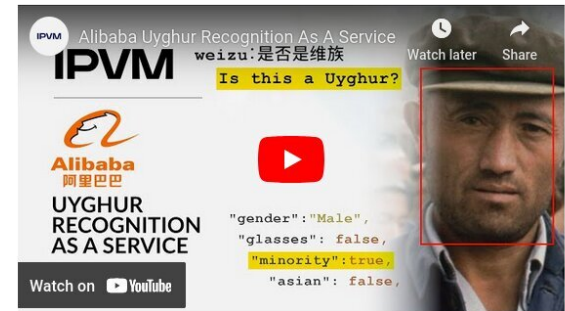 IPVM
Alibaba Uyghur Recognition As A Service
Watch later
Share
IPVM
weizu:是否是维族
Is this a Uyghur?
Alibaba
阿里巴巴
UYGHUR
RECOGNITION
AS A SERVICE
"gender":"Male",
"glasses": false,
"minority":true,
"asian": false,
Watch on YouTube